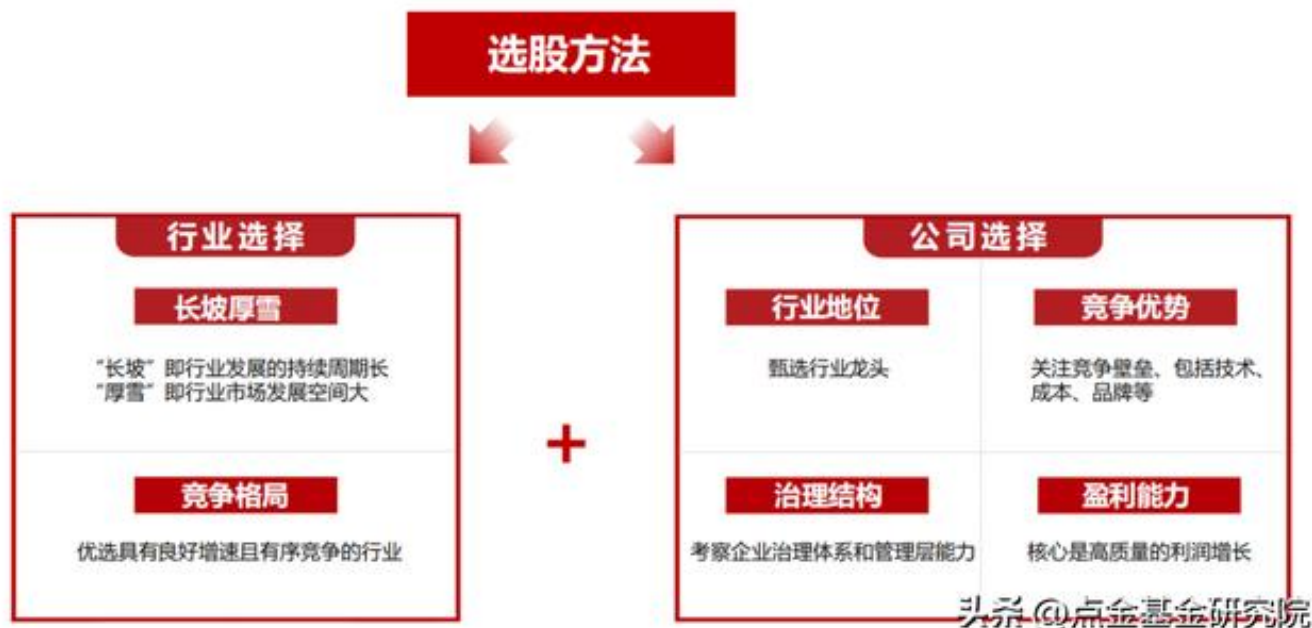 选股方法
行业选择
长坡厚雪
“长坡”即行业发展的持续周期长
“厚雪”即行业市场发展空间大
竞争格局
优选具有良好增速且有序竞争的行业
+
公司选择
行业地位
甄选行业龙头
竞争优势
关注竞争壁垒、包括技术、
成本、品牌等
治理结构
考察企业治理体系和管理层能力
盈利能力
核心是高质量的利润增长
头条 @点金基金研究院